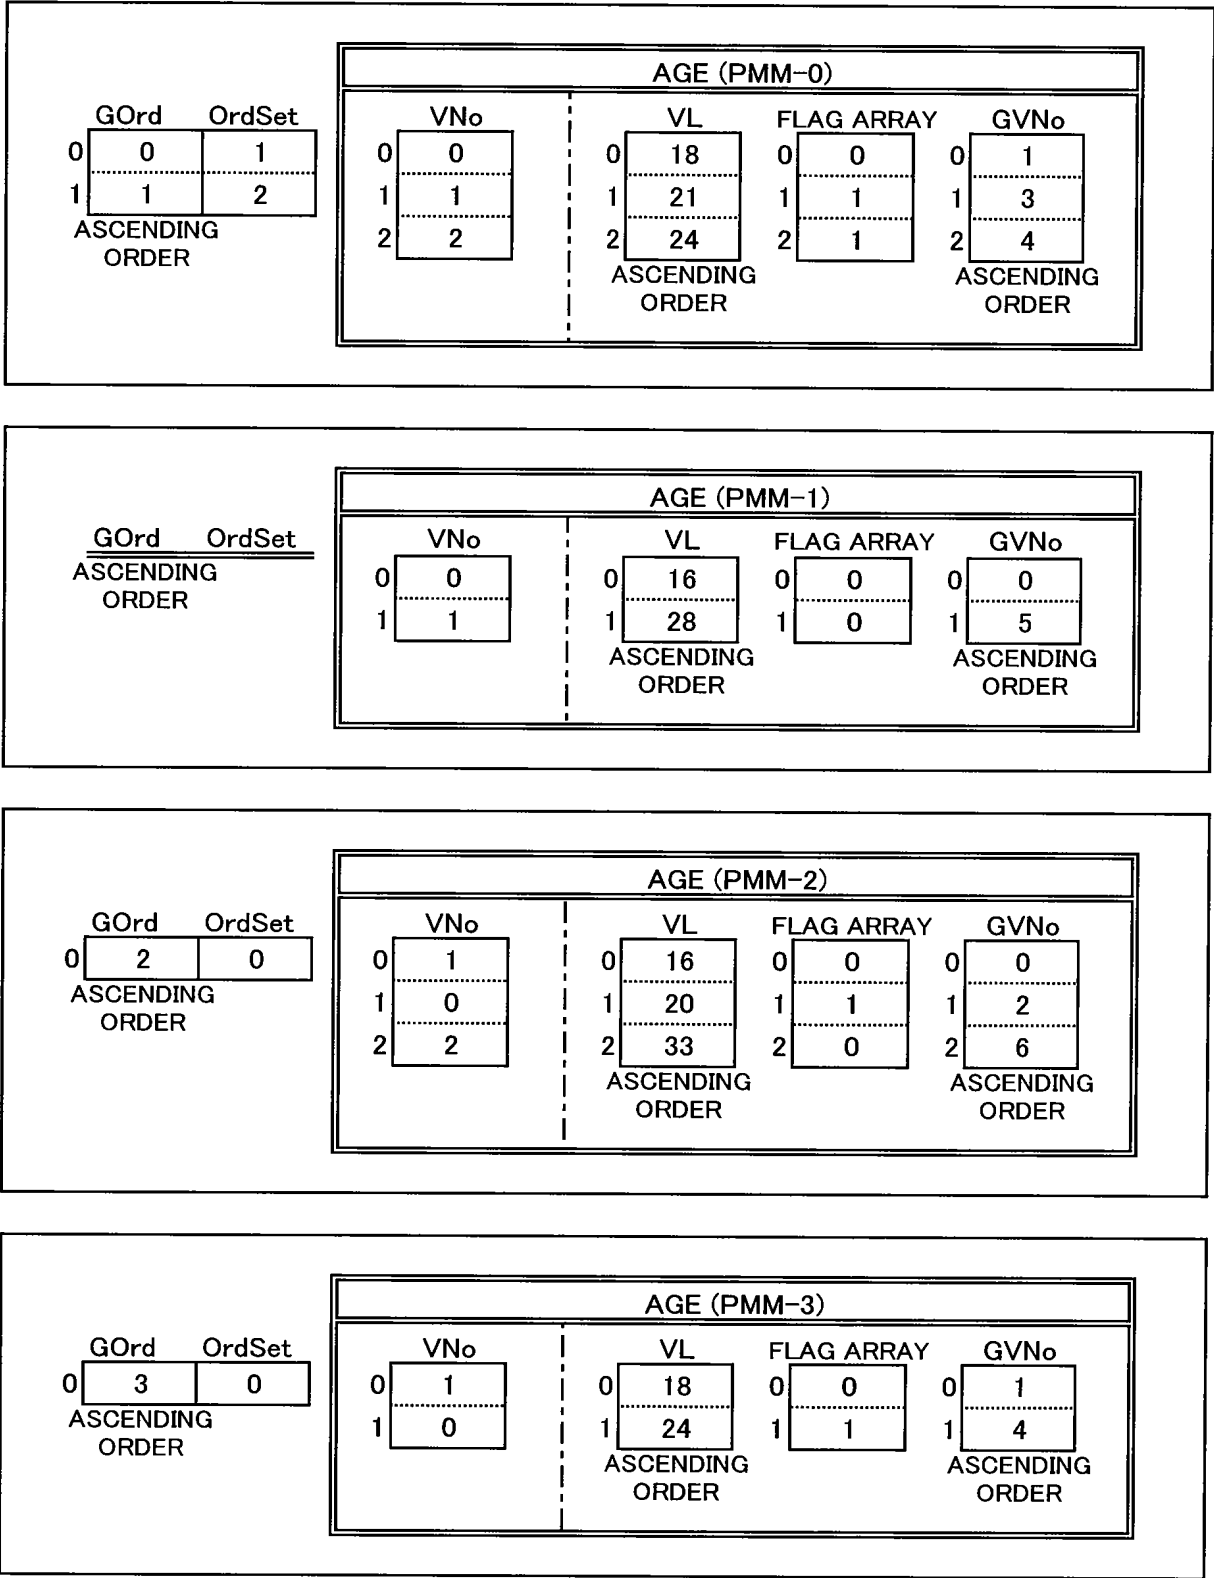 AGE (PMM-0)
GOrd OrdSet VNo VL FLAG ARRAY GVNo
0 0 1 0 0 0 18 0 0 0 1
1 1 2 1 1 1 21 1 1 1 3
ASCENDING ORDER 2 2 2 24 2 1 2 4
ASCENDING ORDER ASCENDING ORDER
AGE (PMM-1)
GOrd OrdSet VNo VL FLAG ARRAY GVNo
ASCENDING ORDER 0 0 0 16 0 0 0 0
1 1 1 28 1 0 1 5
ASCENDING ORDER ASCENDING ORDER
AGE (PMM-2)
GOrd OrdSet VNo VL FLAG ARRAY GVNo
0 2 0 0 1 0 16 0 0 0 0
ASCENDING ORDER 1 0 1 20 1 1 1 2
2 2 2 33 2 0 2 6
ASCENDING ORDER ASCENDING ORDER
AGE (PMM-3)
GOrd OrdSet VNo VL FLAG ARRAY GVNo
0 3 0 0 1 0 18 0 0 0 1
ASCENDING ORDER 1 0 1 24 1 1 1 4
ASCENDING ORDER ASCENDING ORDER